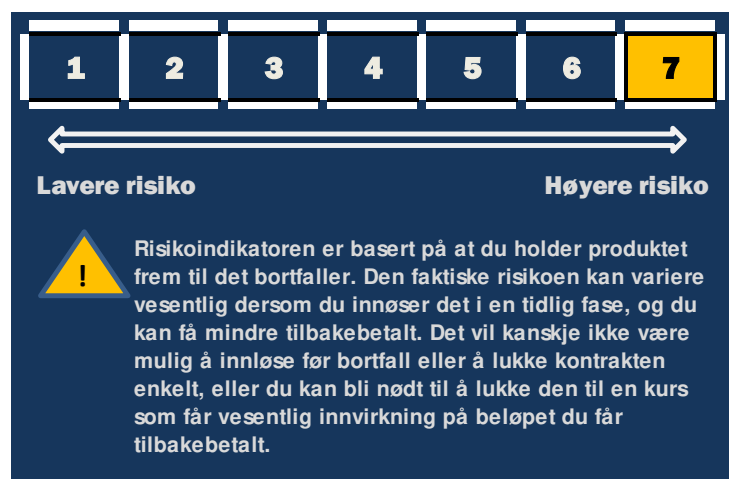 1 2 3 4 5 6 7
Lavere risiko Høyere risiko
!
Risikoindikatoren er basert på at du holder produktet
frem til det bortfaller. Den faktiske risikoen kan variere
vesentlig dersom du innøser det i en tidlig fase, og du
kan få mindre tilbakebetalt. Det vil kanskje ikke være
mulig å innløse før bortfall eller å lukke kontrakten
enkelt, eller du kan bli nødt til å lukke den til en kurs
som får vesentlig innvirkning på beløpet du får
tilbakebetalt.